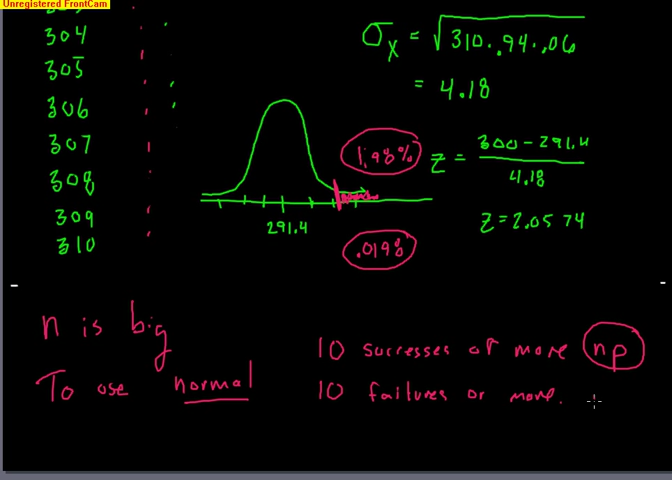 Unregistered FrontCam
304
305
306
307
308
309
310
σx = √310·.94·.06
= 4.18
1.98%
z = 300 - 291.4
4.18
z = 2.0574
291.4
.0198
n is big
To use normal
10 successes or more np
10 failures or more.